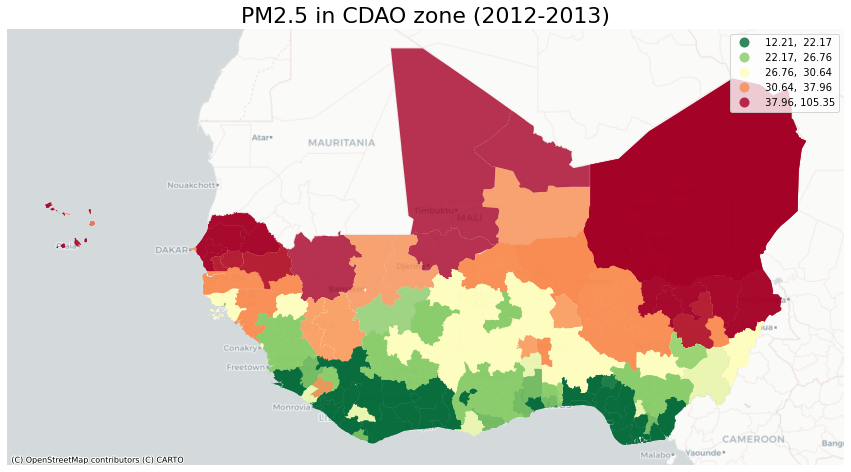 PM2.5 in CDAO zone (2012-2013)
12.21, 22.17
22.17, 26.76
26.76, 30.64
30.64, 37.96
37.96, 105.35
MAURITANIA
Atar
Nouakchott
Timbuktu
MALI
DAKAR
Conakry
Freetown
Monrovia
CAMEROON
Malabo
Yaounde
(C) OpenStreetMap contributors (C) CARTO